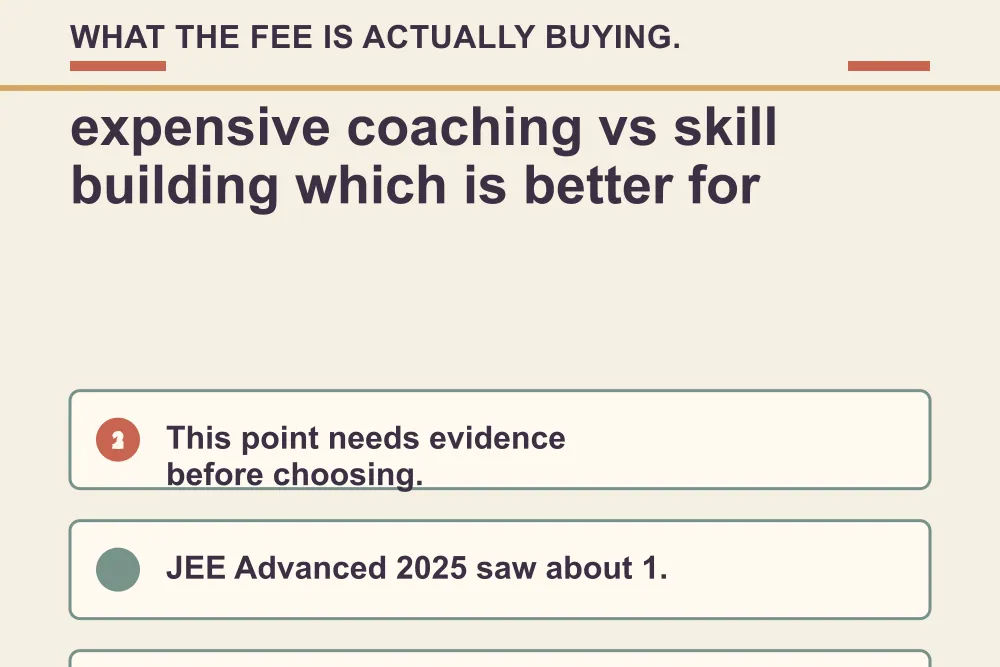 WHAT THE FEE IS ACTUALLY BUYING.
expensive coaching vs skill
building which is better for
This point needs evidence
before choosing.
JEE Advanced 2025 saw about 1.